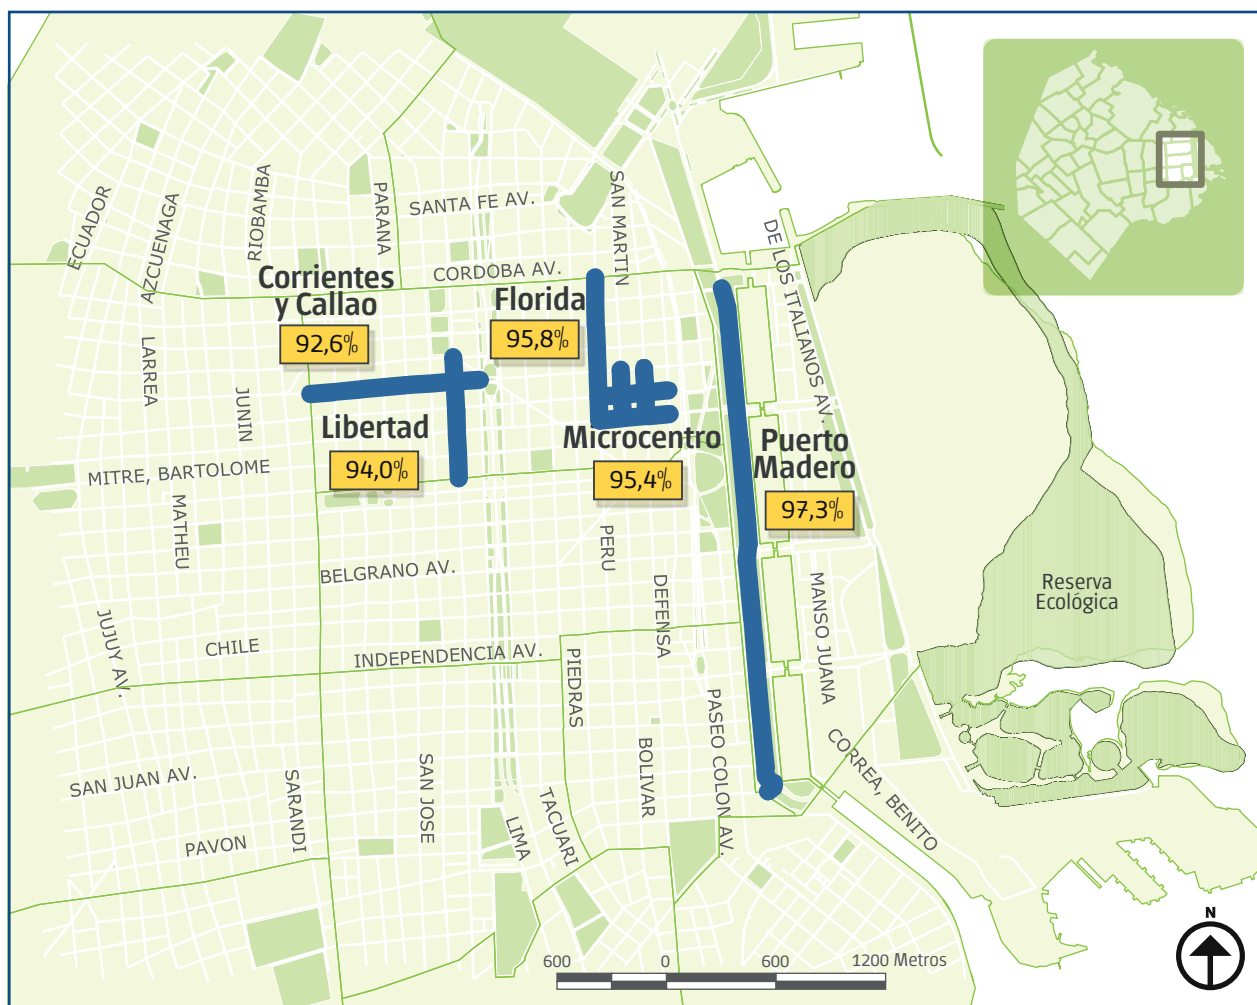 ECUADOR
AZCUENAGA
RIOBAMBA
PARANA
SANTA FE AV.
SAN MARTIN
CORDOBA AV.
DE LOS ITALIANOS AV.
Corrientes
y Callao
92,6%
Florida
95,8%
LARREA
JUNIN
Libertad
94,0%
Microcentro
95,4%
Puerto
Madero
97,3%
MITRE, BARTOLOME
MATHEU
PERU
BELGRANO AV.
DEFENSA
MANSO JUANA
Reserva
Ecológica
JUJUY AV.
CHILE
INDEPENDENCIA AV.
PIEDRAS
PASEO COLON AV.
CORREA, BENITO
SAN JUAN AV.
SARANDI
SAN JOSE
BOLIVAR
LIMA
TACUARI
PAVON
N
600 0 600 1200 Metros